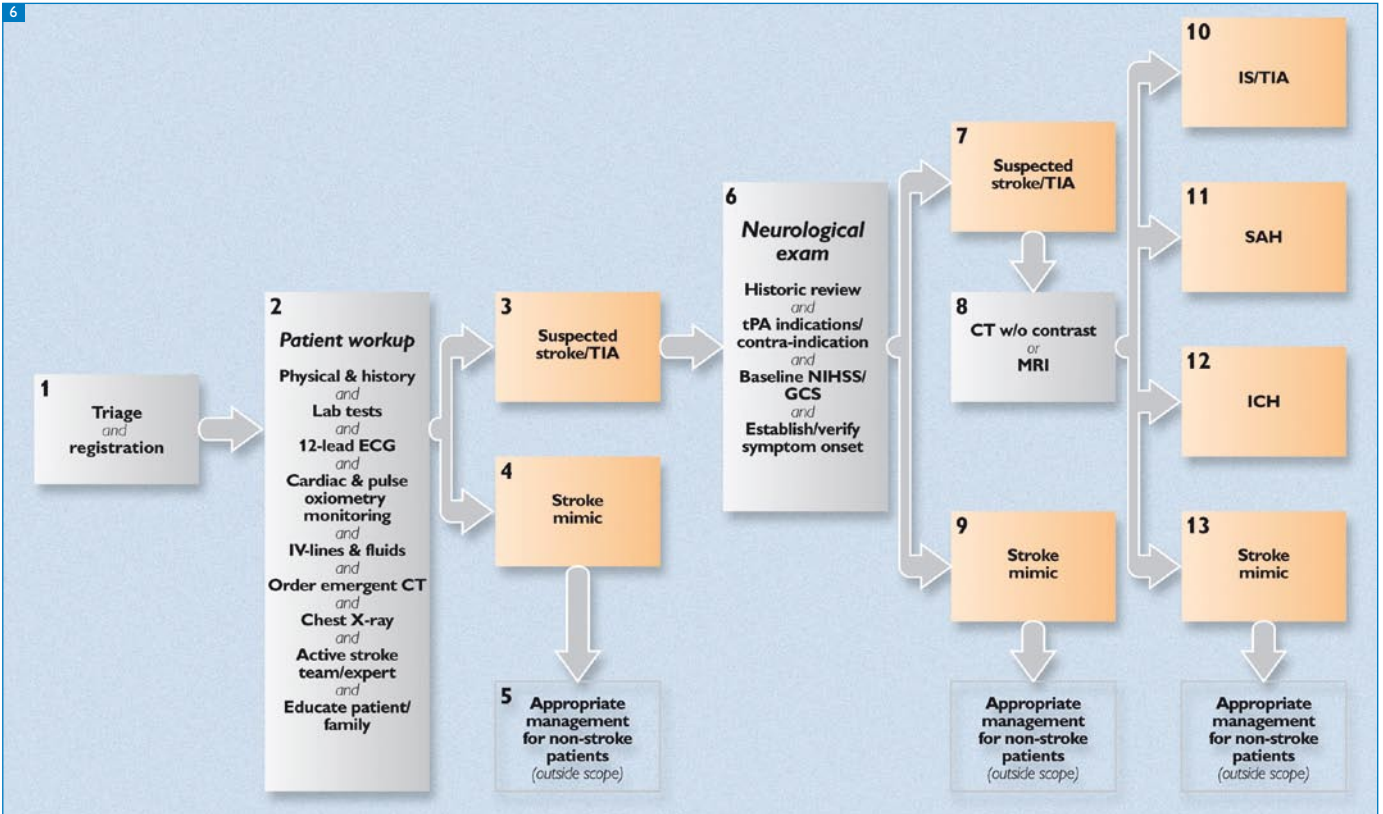 6
1
Triage
and
registration
2
Patient workup
Physical & history
and
Lab tests
and
12-lead ECG
and
Cardiac & pulse
oxiometry
monitoring
and
IV-lines & fluids
and
Order emergent CT
and
Chest X-ray
and
Active stroke
team/expert
and
Educate patient/
family
3
Suspected
stroke/TIA
4
Stroke
mimic
5
Appropriate
management
for non-stroke
patients
(outside scope)
6
Neurological
exam
Historic review
and
tPA indications/
contra-indication
and
Baseline NIHSS/
GCS
and
Establish/verify
symptom onset
7
Suspected
stroke/TIA
8
CT w/o contrast
or
MRI
9
Stroke
mimic
Appropriate
management
for non-stroke
patients
(outside scope)
10
IS/TIA
11
SAH
12
ICH
13
Stroke
mimic
Appropriate
management
for non-stroke
patients
(outside scope)